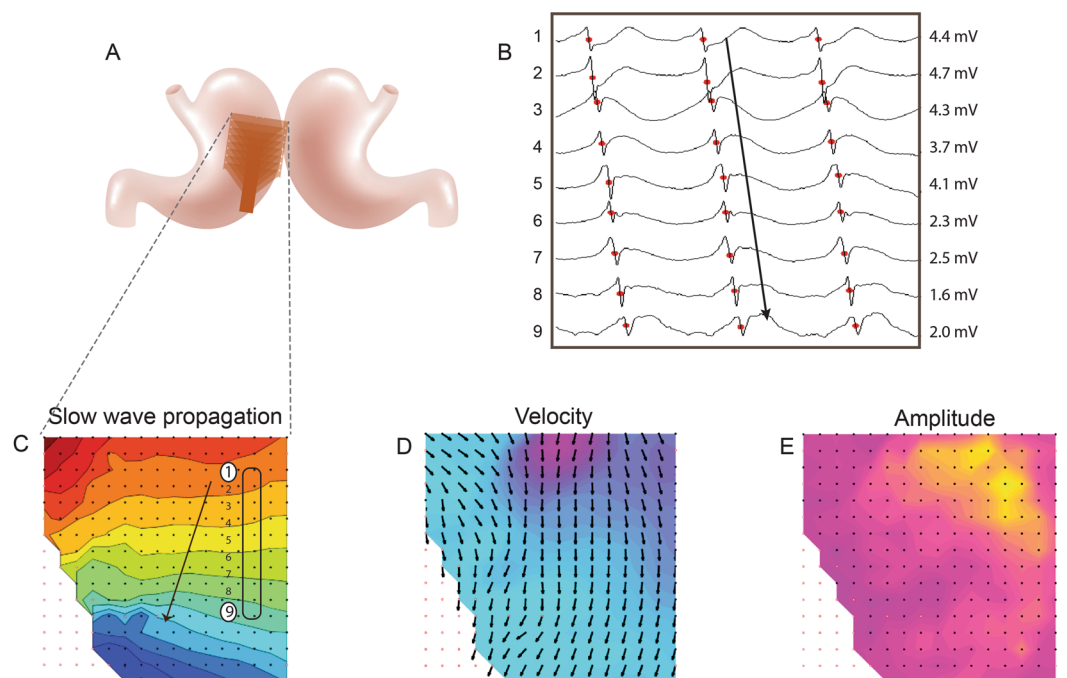 A
B
1 4.4 mV
2 4.7 mV
3 4.3 mV
4 3.7 mV
5 4.1 mV
6 2.3 mV
7 2.5 mV
8 1.6 mV
9 2.0 mV
C
Slow wave propagation
1
2
3
4
5
6
7
8
9
D
Velocity
E
Amplitude